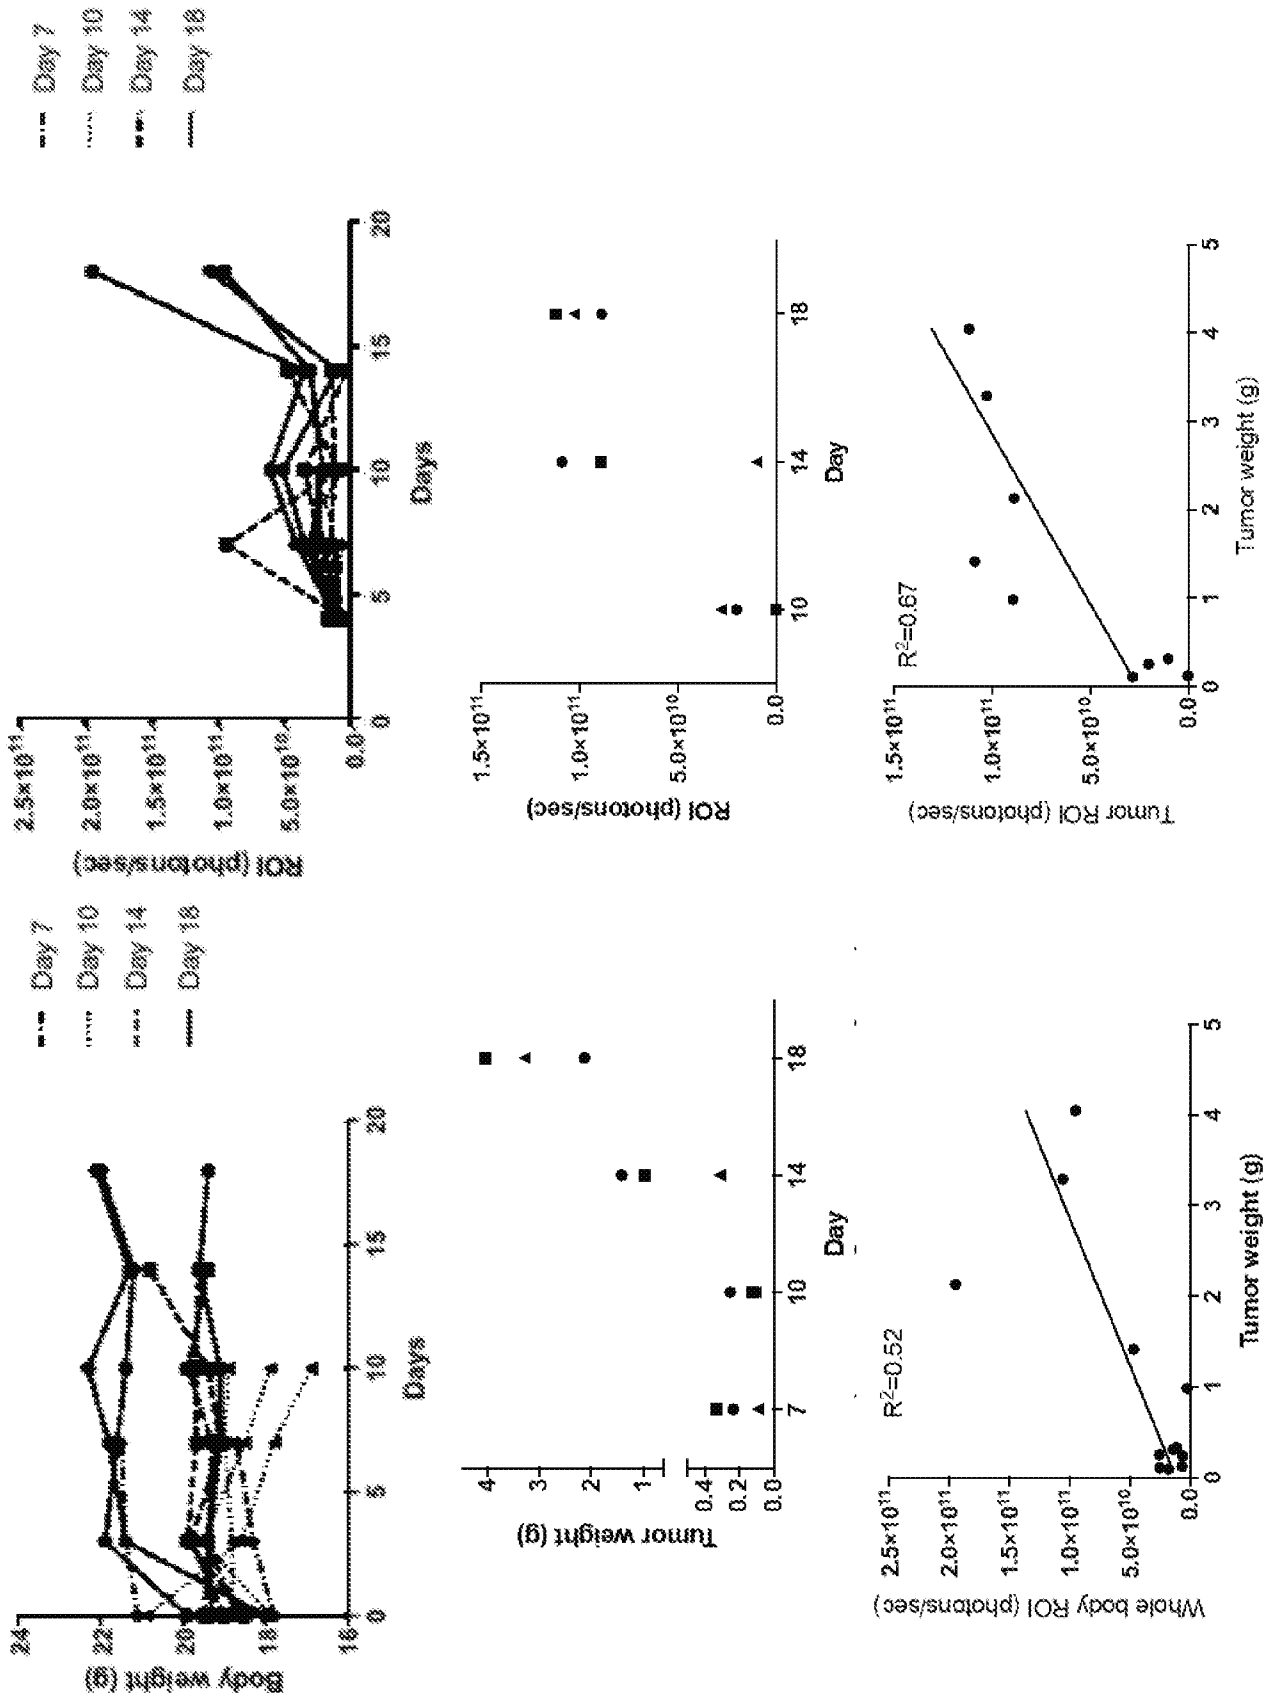 Body weight (g)
24
22
20
18
16
0
5
10
15
20
Days
Day 7
Day 10
Day 14
Day 18
ROI (photons/sec)
2.5×10¹¹
2.0×10¹¹
1.5×10¹¹
1.0×10¹¹
5.0×10¹⁰
0.0
0
5
10
15
20
Days
Day 7
Day 10
Day 14
Day 18
Tumor weight (g)
4
3
2
1
0.4
0.2
0.0
7
10
14
18
Day
ROI (photons/sec)
1.5×10¹¹
1.0×10¹¹
5.0×10¹⁰
0.0
10
14
18
Day
Whole body ROI (photons/sec)
2.5×10¹¹
2.0×10¹¹
1.5×10¹¹
1.0×10¹¹
5.0×10¹⁰
0.0
R²=0.52
0
1
2
3
4
5
Tumor weight (g)
Tumor ROI (photons/sec)
1.5×10¹¹
1.0×10¹¹
5.0×10¹⁰
0.0
R²=0.67
0
1
2
3
4
5
Tumor weight (g)